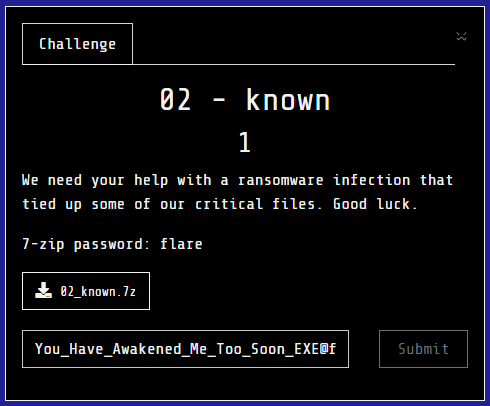 Challenge
02 - known
1
We need your help with a ransomware infection that
tied up some of our critical files. Good luck.
7-zip password: flare
02_known.7z
You_Have_Awakened_Me_Too_Soon_EXE@f
Submit